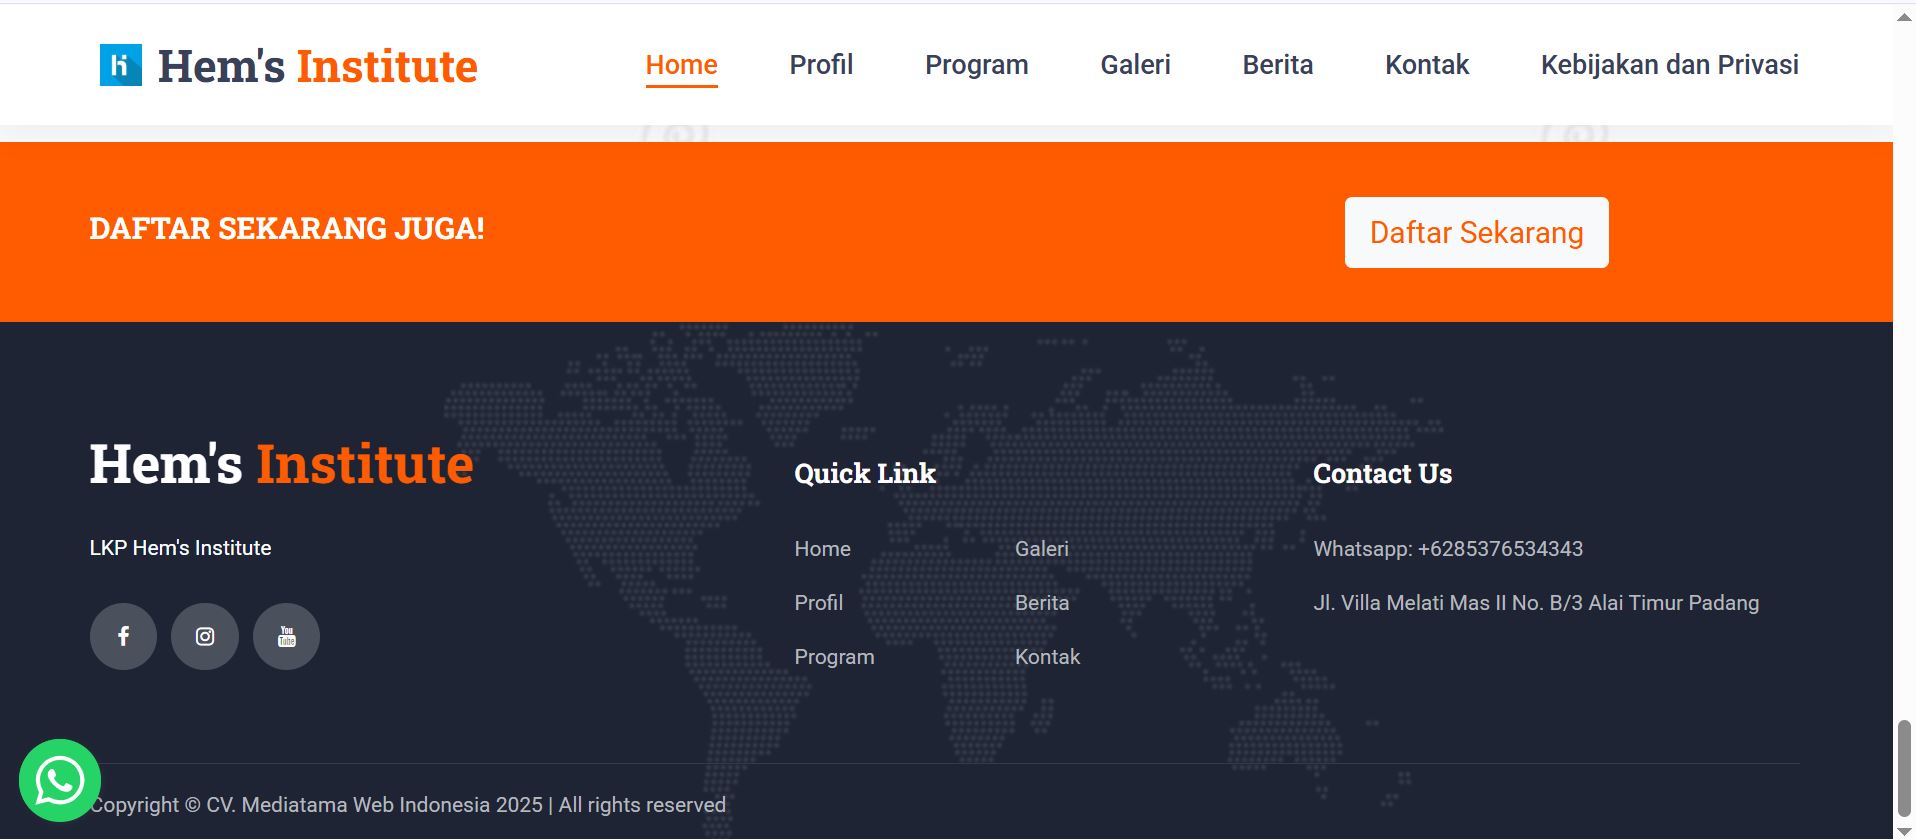 Hem's Institute
Home Profil Program Galeri Berita Kontak Kebijakan dan Privasi
DAFTAR SEKARANG JUGA!
Daftar Sekarang
Hem's Institute
LKP Hem's Institute
Quick Link
Home
Profil
Program
Galeri
Berita
Kontak
Contact Us
Whatsapp: +6285376534343
Jl. Villa Melati Mas II No. B/3 Alai Timur Padang
Copyright © CV. Mediatama Web Indonesia 2025 | All rights reserved